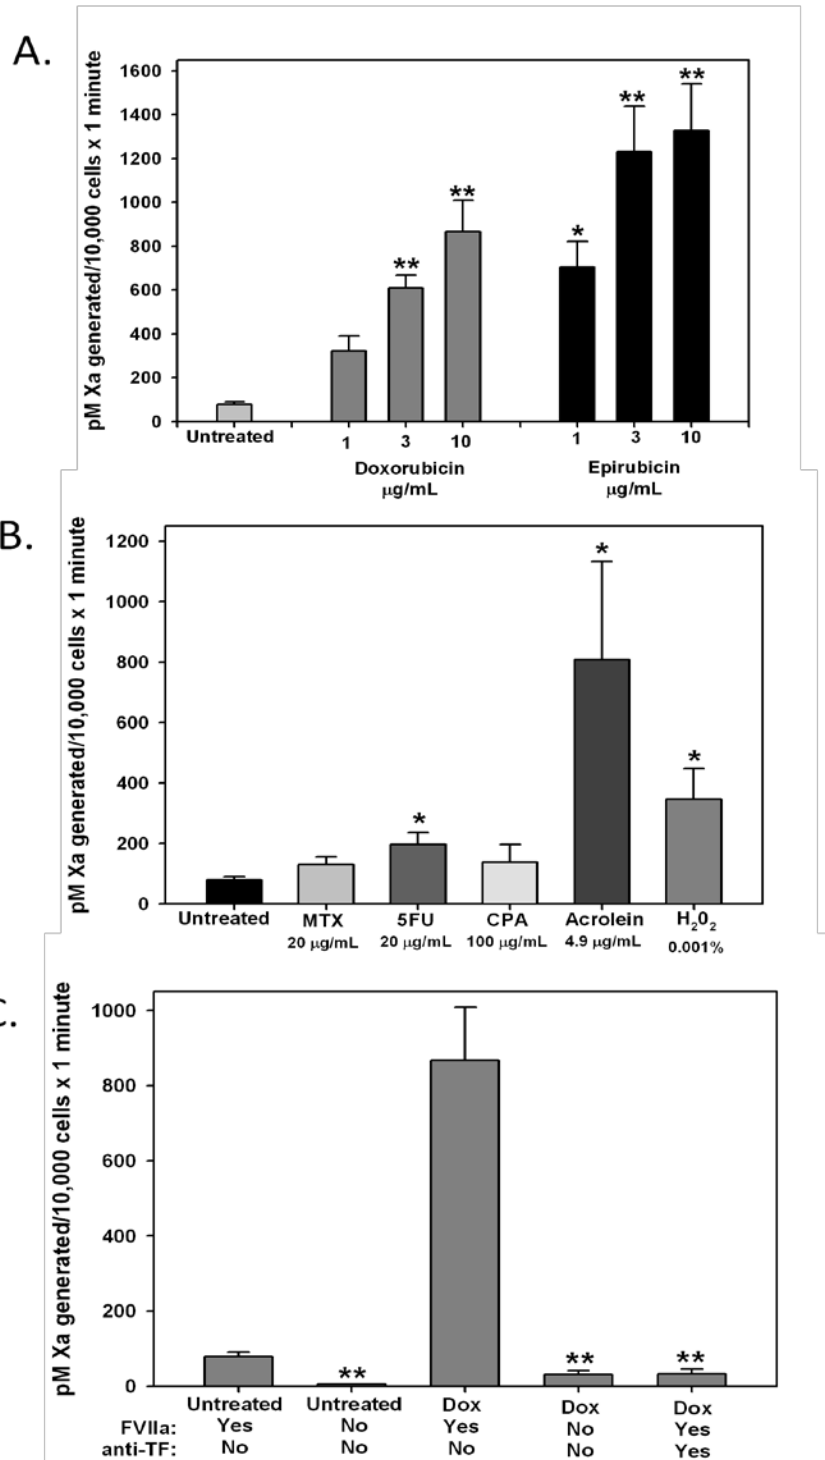 A.
pM Xa generated/10,000 cells x 1 minute
1600
1400
1200
1000
800
600
400
200
0
** ** ** ** *
Untreated 1 3 10 1 3 10
Doxorubicin Epirubicin
µg/mL µg/mL
B.
pM Xa generated/10,000 cells x 1 minute
1200
1000
800
600
400
200
0
* * *
Untreated MTX 5FU CPA Acrolein H₂0₂
20 µg/mL 20 µg/mL 100 µg/mL 4.9 µg/mL 0.001%
C.
pM Xa generated/10,000 cells x 1 minute
1000
800
600
400
200
0
** ** **
Untreated Untreated Dox Dox Dox
FVIIa: Yes No Yes No Yes
anti-TF: No No No No Yes